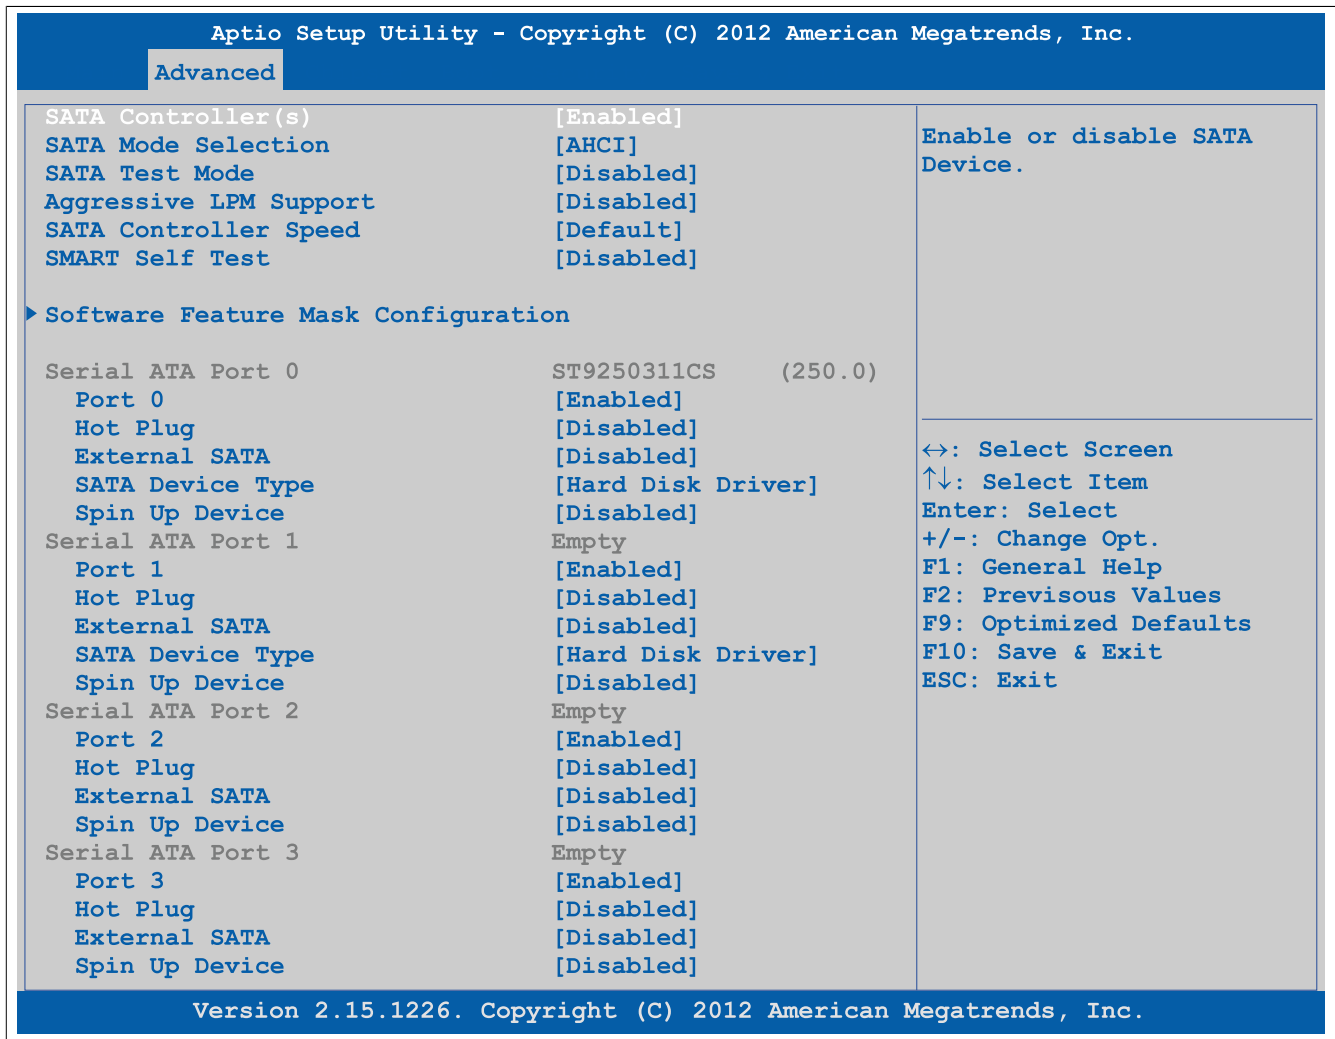 Aptio Setup Utility - Copyright (C) 2012 American Megatrends, Inc.
Advanced
SATA Controller(s) [Enabled]
SATA Mode Selection [AHCI]
SATA Test Mode [Disabled]
Aggressive LPM Support [Disabled]
SATA Controller Speed [Default]
SMART Self Test [Disabled]
Software Feature Mask Configuration
Serial ATA Port 0 ST9250311CS (250.0)
Port 0 [Enabled]
Hot Plug [Disabled]
External SATA [Disabled]
SATA Device Type [Hard Disk Driver]
Spin Up Device [Disabled]
Serial ATA Port 1 Empty
Port 1 [Enabled]
Hot Plug [Disabled]
External SATA [Disabled]
SATA Device Type [Hard Disk Driver]
Spin Up Device [Disabled]
Serial ATA Port 2 Empty
Port 2 [Enabled]
Hot Plug [Disabled]
External SATA [Disabled]
Spin Up Device [Disabled]
Serial ATA Port 3 Empty
Port 3 [Enabled]
Hot Plug [Disabled]
External SATA [Disabled]
Spin Up Device [Disabled]
Enable or disable SATA
Device.
↔: Select Screen
↑↓: Select Item
Enter: Select
+/-: Change Opt.
F1: General Help
F2: Previsous Values
F9: Optimized Defaults
F10: Save & Exit
ESC: Exit
Version 2.15.1226. Copyright (C) 2012 American Megatrends, Inc.